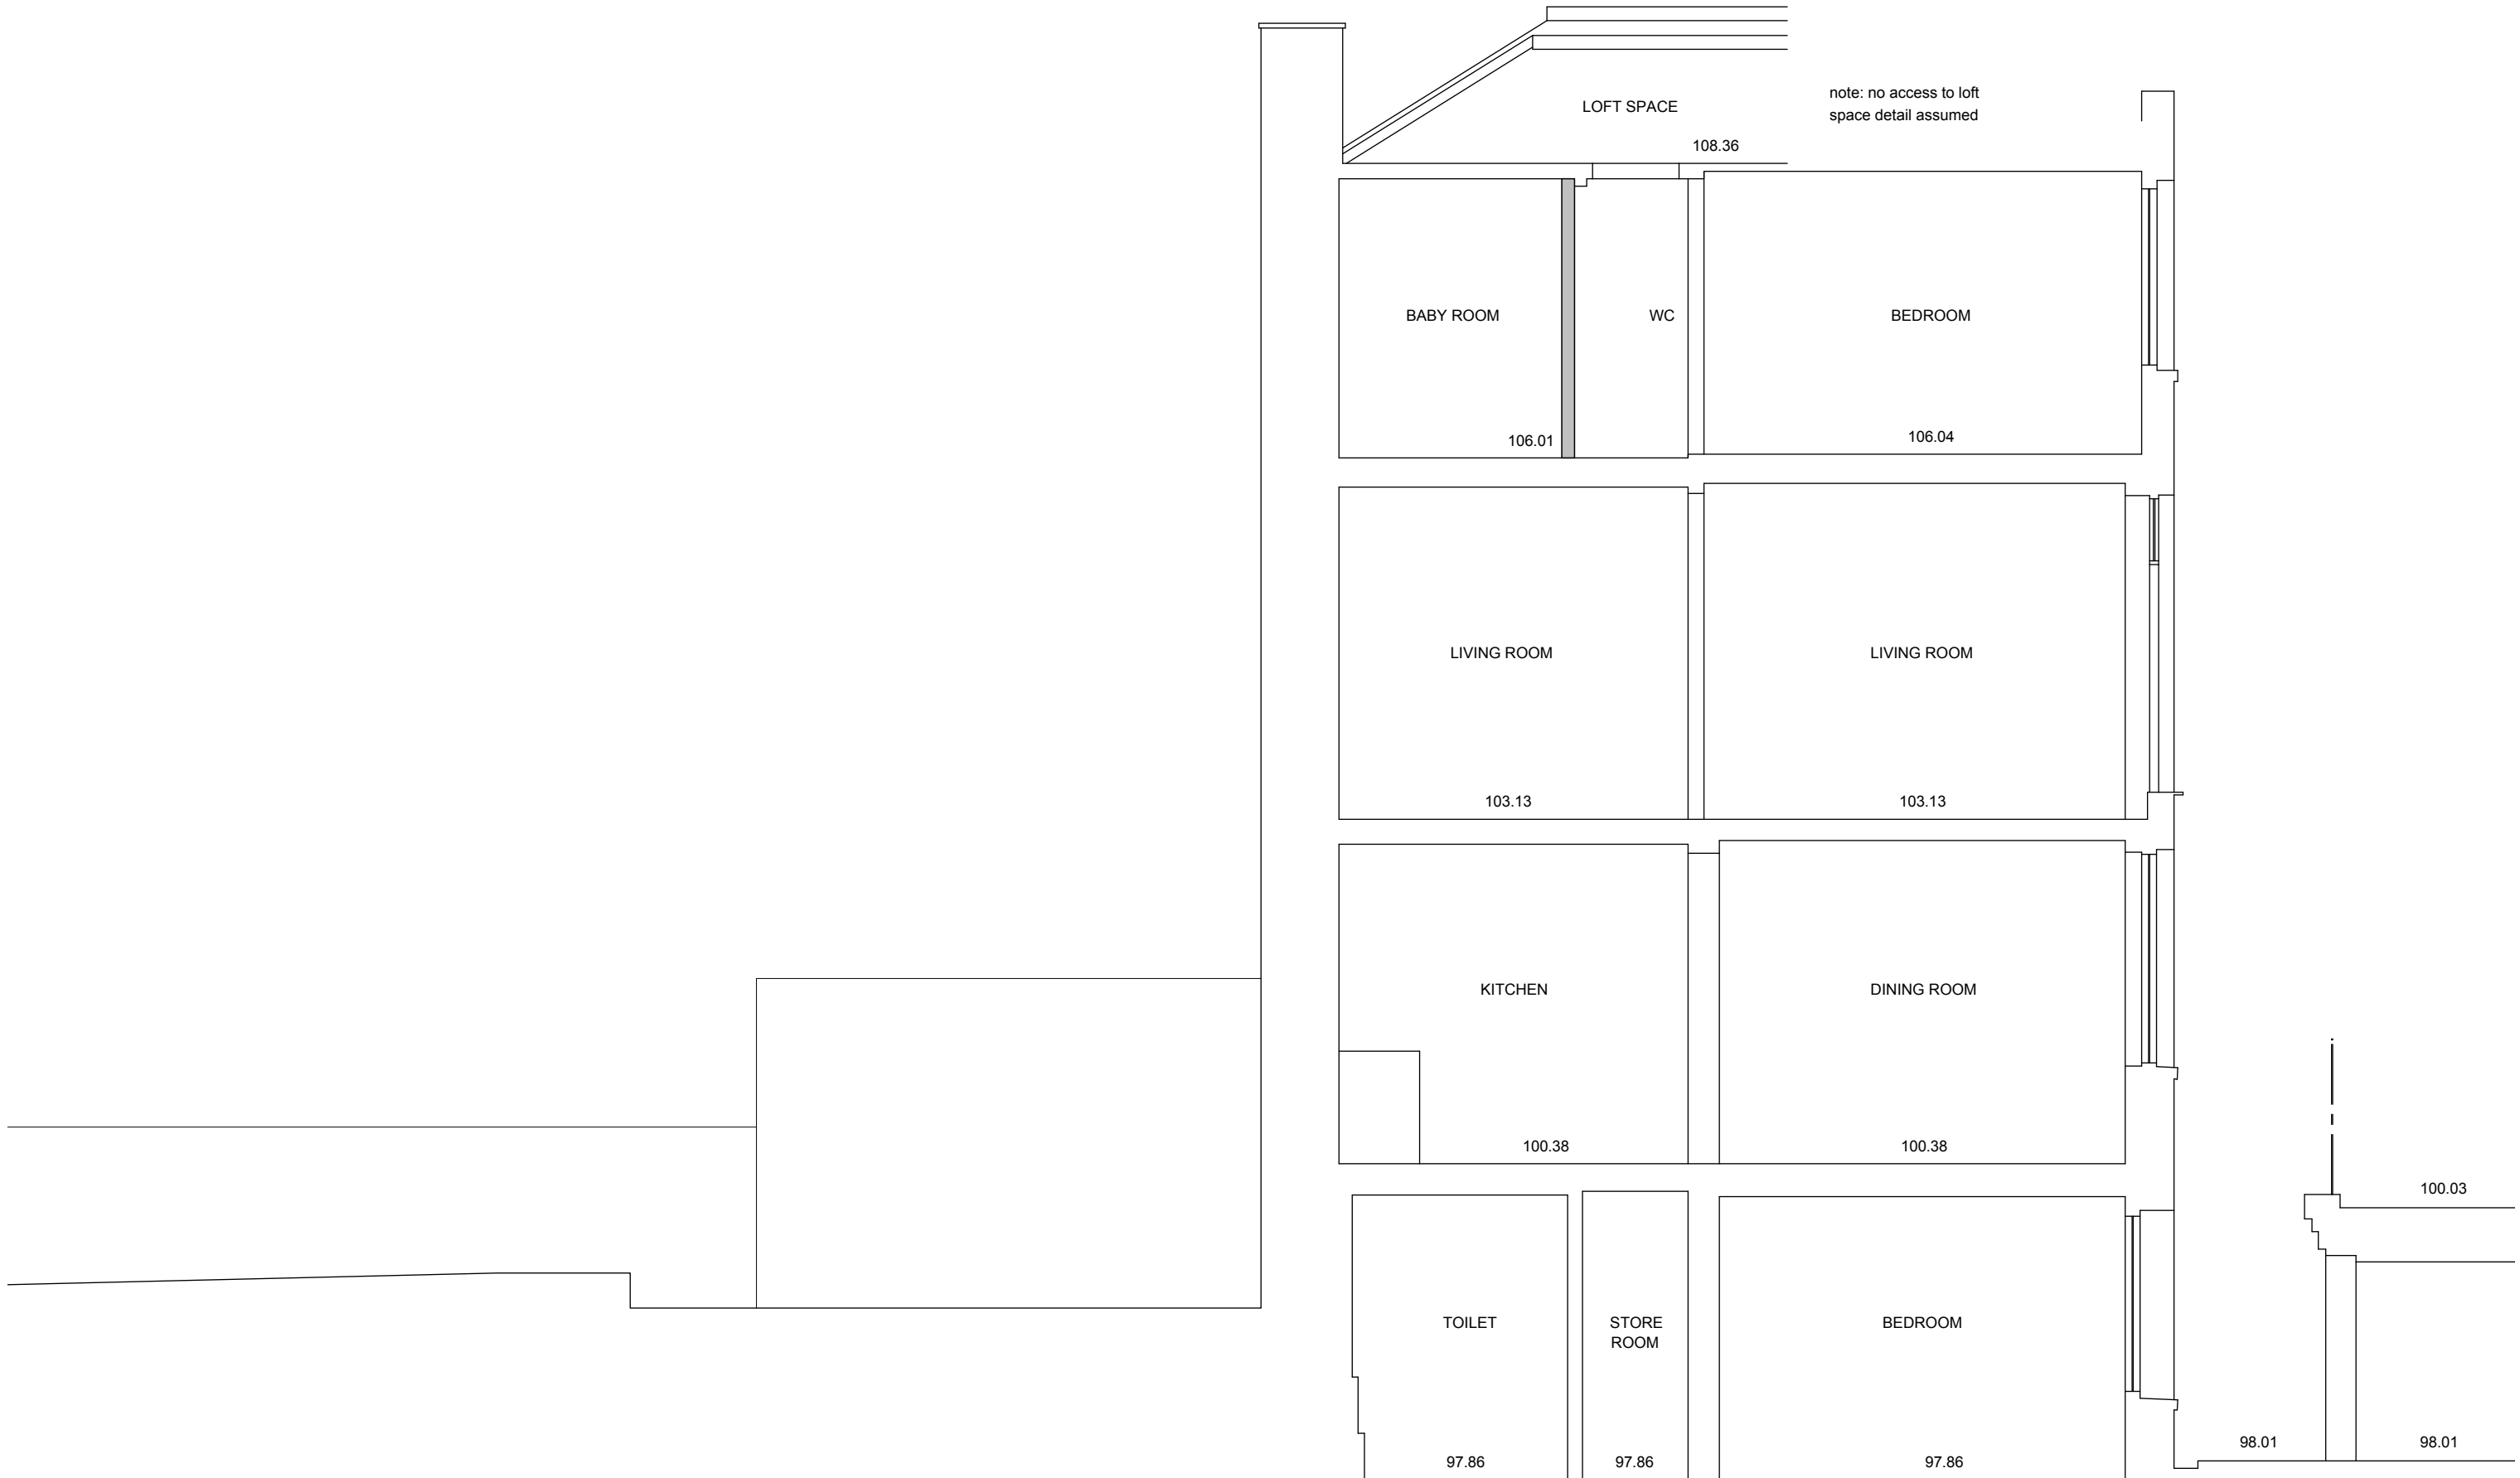 note: no access to loft
space detail assumed
LOFT SPACE
108.36
BABY ROOM
WC
BEDROOM
106.01
106.04
LIVING ROOM
LIVING ROOM
103.13
103.13
KITCHEN
DINING ROOM
100.38
100.38
100.03
TOILET
STORE
ROOM
BEDROOM
97.86
97.86
97.86
98.01
98.01